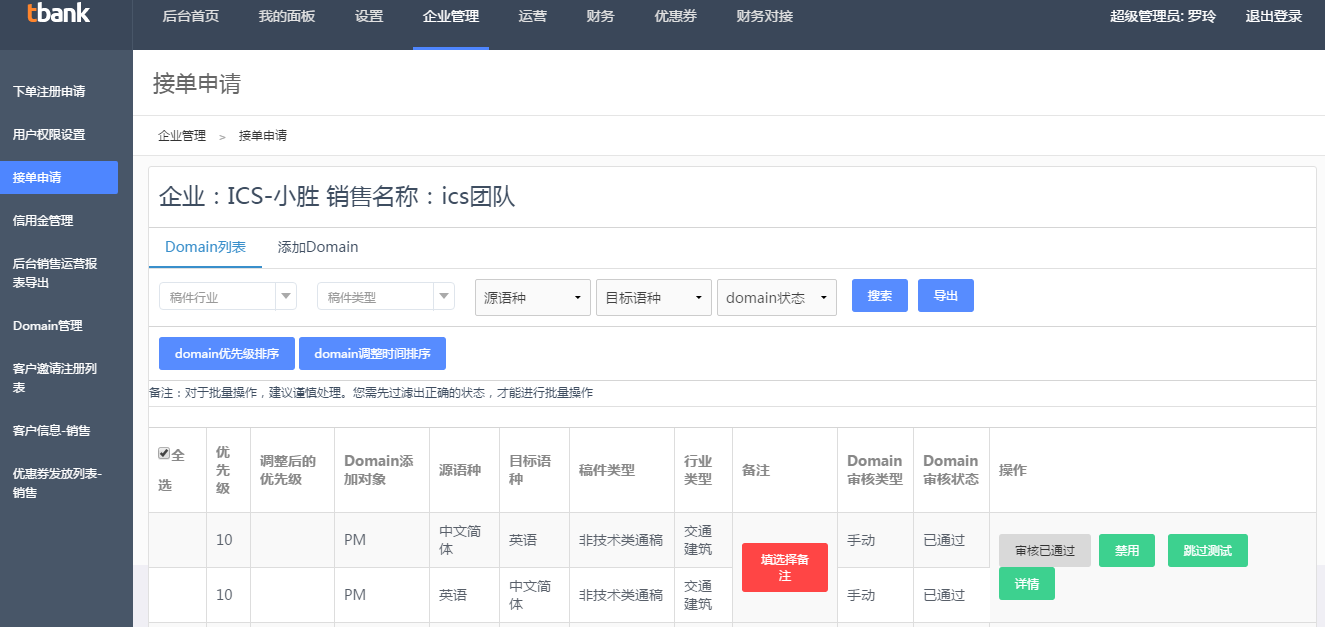 tbank
后台首页 我的面板 设置 企业管理 运营 财务 优惠券 财务对接 超级管理员: 罗玲 退出登录
下单注册申请
用户权限设置
接单申请
信用金管理
后台销售运营报
表导出
Domain管理
客户邀请注册列
表
客户信息-销售
优惠券发放列表-
销售
接单申请
企业管理 > 接单申请
企业：ICS-小胜 销售名称：ics团队
Domain列表 添加Domain
稿件行业 稿件类型 源语种 目标语种 domain状态 搜索 导出
domain优先级排序 domain调整时间排序
备注：对于批量操作，建议谨慎处理。您需先过滤出正确的状态，才能进行批量操作
全
选
优
先
级
调整后的
优先级
Domain添
加对象
源语种
目标语
种
稿件类型
行业
类型
备注
Domain
审核类型
Domain
审核状态
操作
10
PM
中文简
体
英语
非技术类通稿
交通
建筑
填选择备
注
手动
已通过
审核已通过 禁用 跳过测试
详情
10
PM
英语
中文简
体
非技术类通稿
交通
建筑
手动
已通过